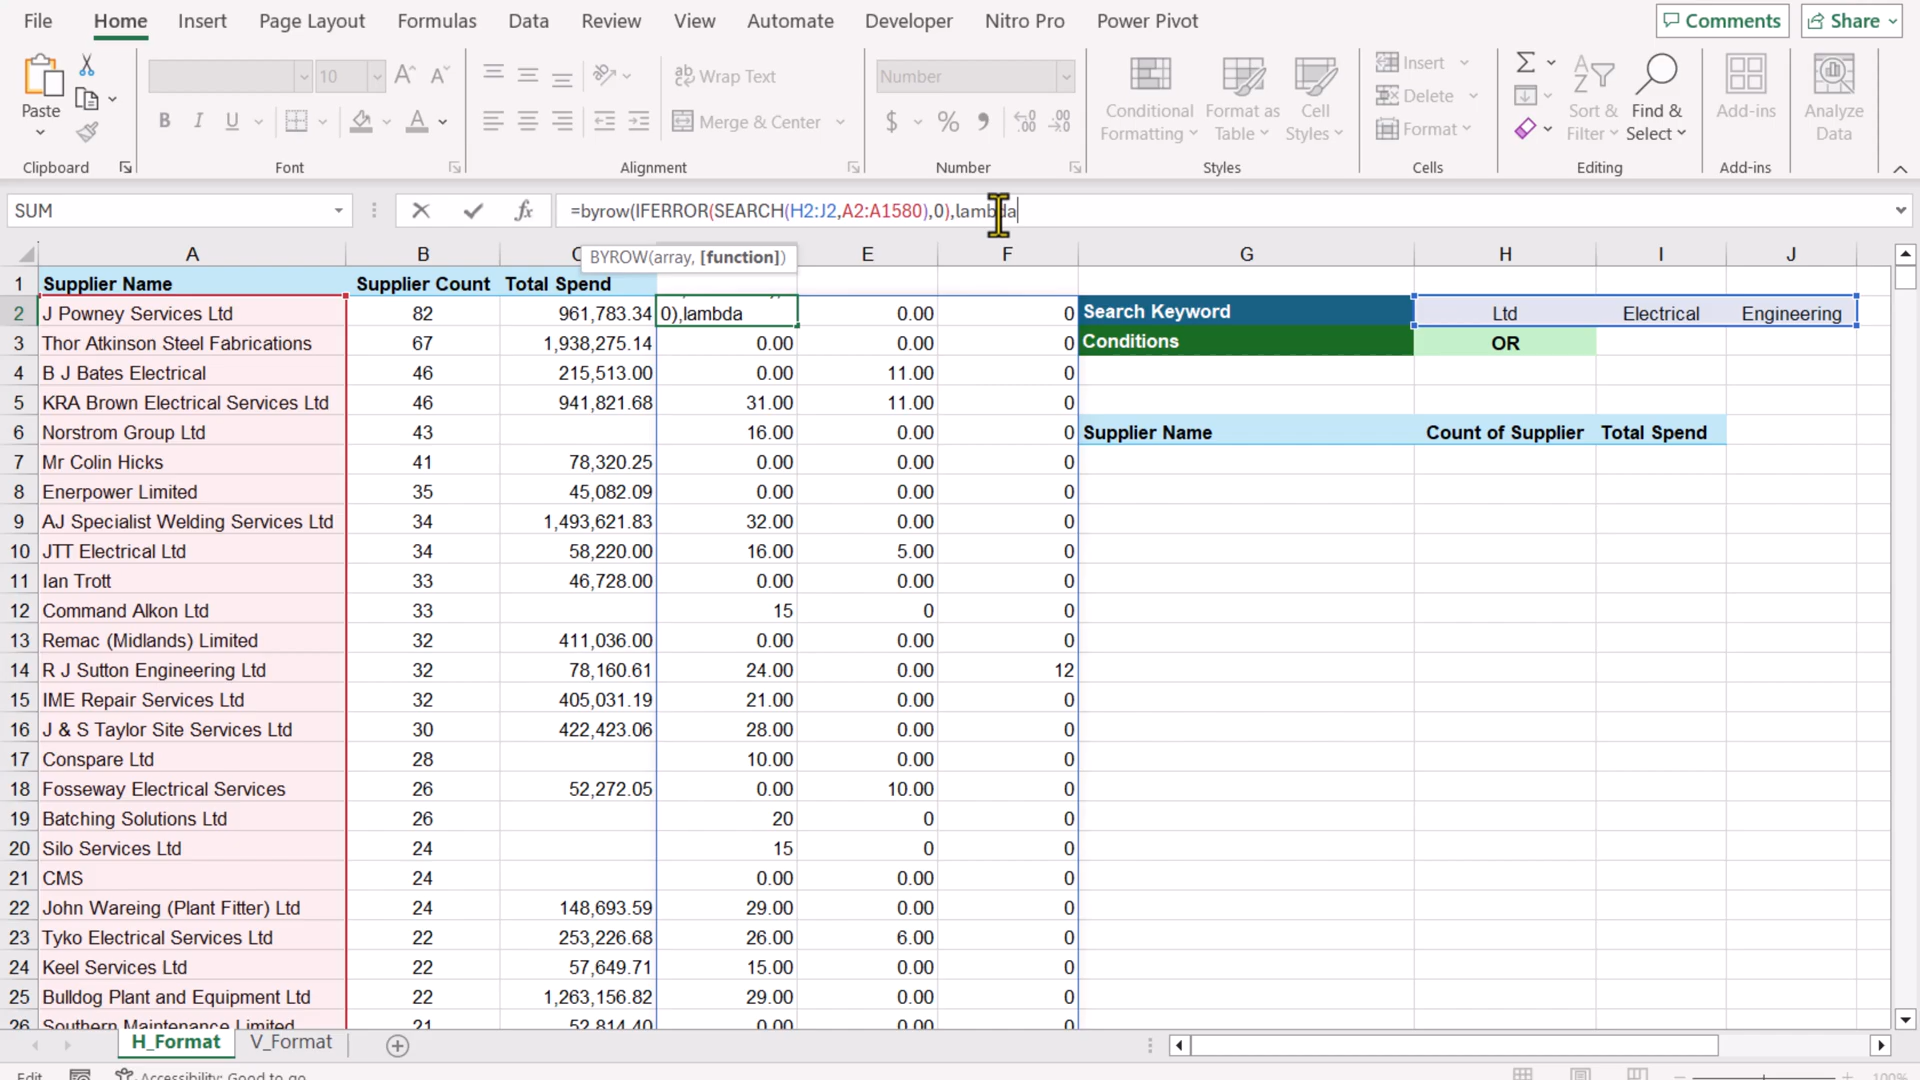 File Home Insert Page Layout Formulas Data Review View Automate Developer Nitro Pro Power Pivot Comments Share
Paste 10 Wrap Text Number Conditional Formatting Format as Table Cell Styles Insert Delete Format Sort & Filter Find & Select Add-ins Analyze Data
B I U Merge & Center $ % 9
Clipboard Font Alignment Number Styles Cells Editing Add-ins
SUM fx =byrow(IFERROR(SEARCH(H2:J2,A2:A1580),0),lambda
BYROW(array, [function])
A B C E F G H I J
1 Supplier Name Supplier Count Total Spend
2 J Powney Services Ltd 82 961,783.34 0),lambda 0.00 0 Search Keyword Ltd Electrical Engineering
3 Thor Atkinson Steel Fabrications 67 1,938,275.14 0.00 0.00 0 Conditions OR
4 B J Bates Electrical 46 215,513.00 0.00 11.00 0
5 KRA Brown Electrical Services Ltd 46 941,821.68 31.00 11.00 0
6 Norstrom Group Ltd 43 16.00 0.00 0 Supplier Name Count of Supplier Total Spend
7 Mr Colin Hicks 41 78,320.25 0.00 0.00 0
8 Enerpower Limited 35 45,082.09 0.00 0.00 0
9 AJ Specialist Welding Services Ltd 34 1,493,621.83 32.00 0.00 0
10 JTT Electrical Ltd 34 58,220.00 16.00 5.00 0
11 Ian Trott 33 46,728.00 0.00 0.00 0
12 Command Alkon Ltd 33 15 0 0
13 Remac (Midlands) Limited 32 411,036.00 0.00 0.00 0
14 R J Sutton Engineering Ltd 32 78,160.61 24.00 0.00 12
15 IME Repair Services Ltd 32 405,031.19 21.00 0.00 0
16 J & S Taylor Site Services Ltd 30 422,423.06 28.00 0.00 0
17 Conspare Ltd 28 10.00 0.00 0
18 Fosseway Electrical Services 26 52,272.05 0.00 10.00 0
19 Batching Solutions Ltd 26 20 0 0
20 Silo Services Ltd 24 15 0 0
21 CMS 24 0.00 0.00 0
22 John Wareing (Plant Fitter) Ltd 24 148,693.59 29.00 0.00 0
23 Tyko Electrical Services Ltd 22 253,226.68 26.00 6.00 0
24 Keel Services Ltd 22 57,649.71 15.00 0.00 0
25 Bulldog Plant and Equipment Ltd 22 1,263,156.82 29.00 0.00 0
26 Southern Maintenance Limited 21 52,814.40 0.00 0.00 0
H_Format V_Format
Edit Accessibility: Good to go 100%